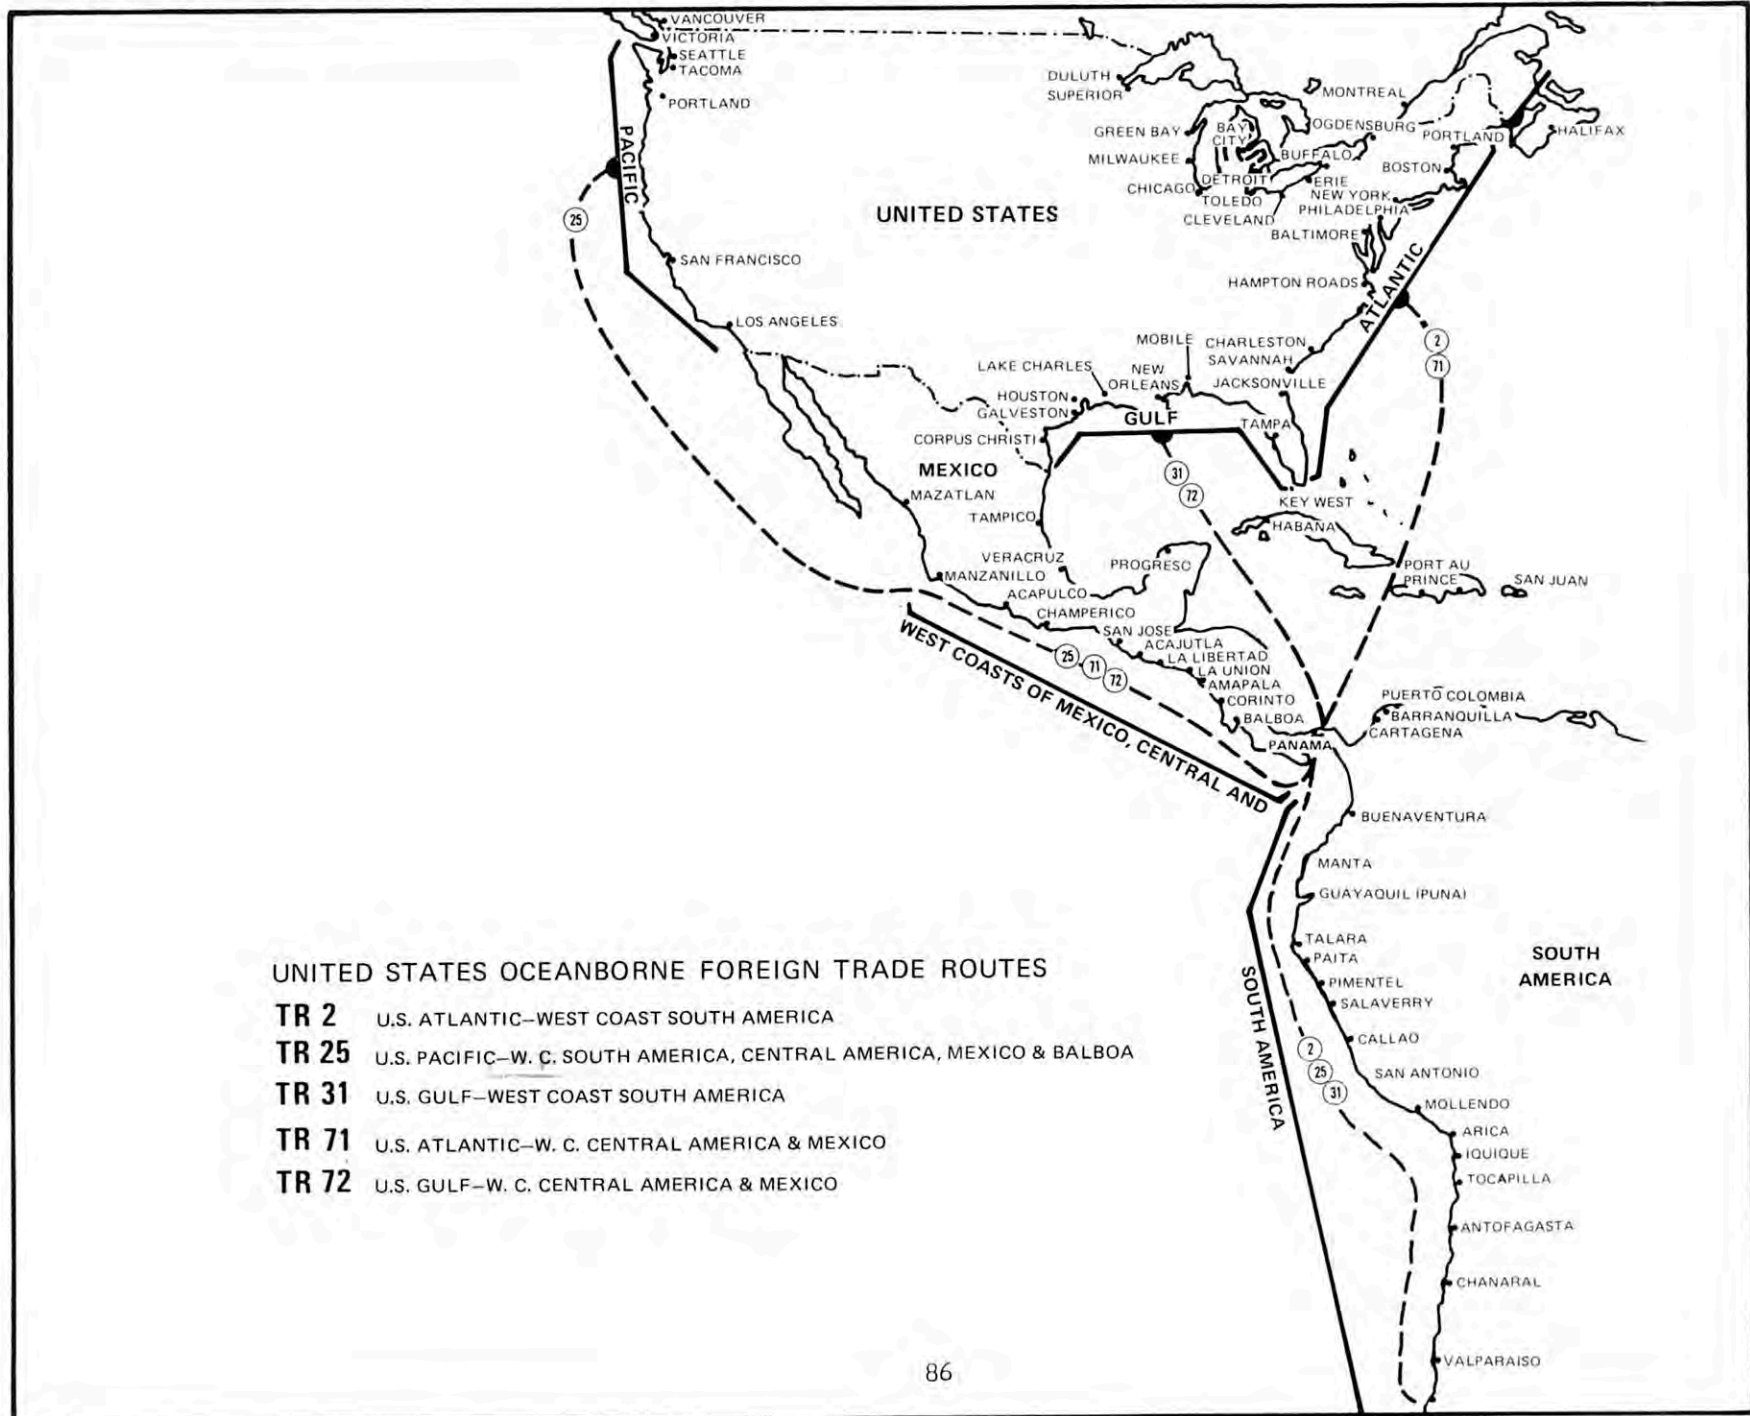 VANCOUVER
VICTORIA
SEATTLE
TACOMA
PORTLAND
PACIFIC
25
SAN FRANCISCO
LOS ANGELES
UNITED STATES
DULUTH
SUPERIOR
GREEN BAY
MILWAUKEE
CHICAGO
BAY
CITY
DETROIT
TOLEDO
CLEVELAND
BUFFALO
ERIE
MONTREAL
OGDENSBURG
PORTLAND
HALIFAX
BOSTON
NEW YORK
PHILADELPHIA
BALTIMORE
HAMPTON ROADS
ATLANTIC
2
71
MOBILE
CHARLESTON
SAVANNAH
LAKE CHARLES
NEW
ORLEANS
JACKSONVILLE
HOUSTON
GALVESTON
GULF
TAMPA
CORPUS CHRISTI
MEXICO
31
72
MAZATLAN
KEY WEST
TAMPICO
HABANA
VERACRUZ
PROGRESO
PORT AU
PRINCE
SAN JUAN
MANZANILLO
ACAPULCO
CHAMPERICO
SAN JOSE
ACAJUTLA
LA LIBERTAD
LA UNION
AMAPALA
CORINTO
BALBOA
PANAMA
25
71
72
WEST COASTS OF MEXICO, CENTRAL AND
PUERTO COLOMBIA
BARRANQUILLA
CARTAGENA
BUENAVENTURA
MANTA
GUAYAQUIL (PUNA)
TALARA
PAITA
PIMENTEL
SALAVERRY
CALLAO
SAN ANTONIO
MOLLENDO
ARICA
IQUIQUE
TOCAPILLA
ANTOFAGASTA
CHANARAL
VALPARAISO
SOUTH
AMERICA
SOUTH AMERICA
2
25
31
UNITED STATES OCEANBORNE FOREIGN TRADE ROUTES
TR 2 U.S. ATLANTIC–WEST COAST SOUTH AMERICA
TR 25 U.S. PACIFIC–W. C. SOUTH AMERICA, CENTRAL AMERICA, MEXICO & BALBOA
TR 31 U.S. GULF–WEST COAST SOUTH AMERICA
TR 71 U.S. ATLANTIC–W. C. CENTRAL AMERICA & MEXICO
TR 72 U.S. GULF–W. C. CENTRAL AMERICA & MEXICO
86